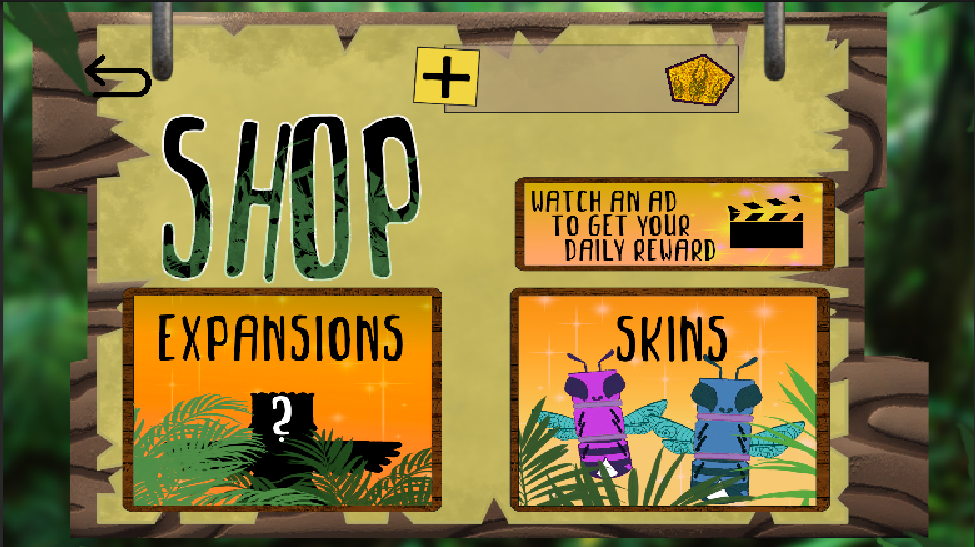 +
SHOP
WATCH AN AD
TO GET YOUR
DAILY REWARD
EXPANSIONS
?
SKINS